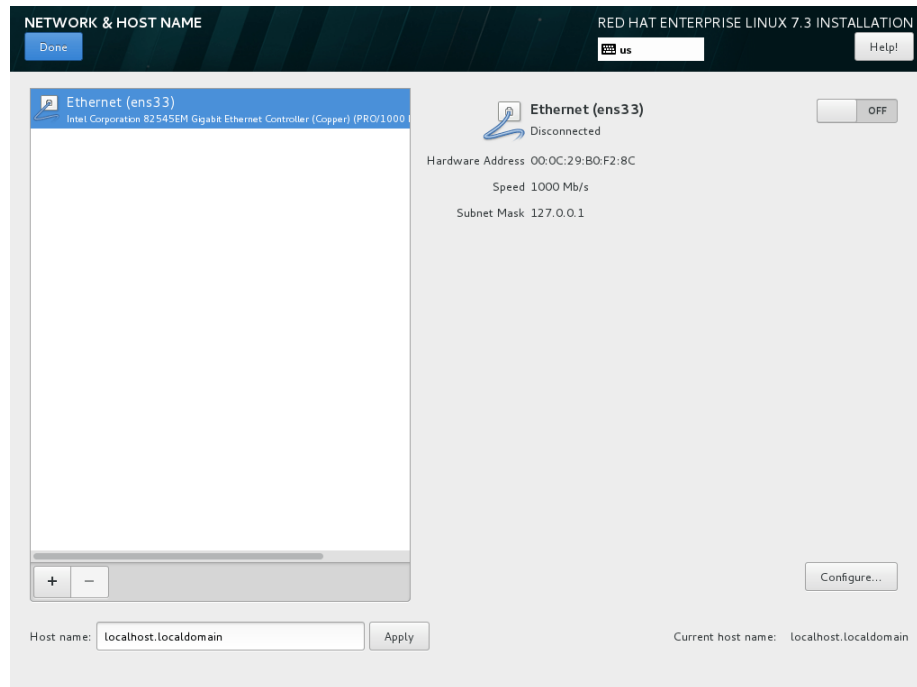 NETWORK & HOST NAME
RED HAT ENTERPRISE LINUX 7.3 INSTALLATION
Done
us
Help!
Ethernet (ens33)
Intel Corporation 82545EM Gigabit Ethernet Controller (Copper) (PRO/1000
Ethernet (ens33)
Disconnected
OFF
Hardware Address 00:0C:29:B0:F2:8C
Speed 1000 Mb/s
Subnet Mask 127.0.0.1
+ −
Configure...
Host name: localhost.localdomain Apply
Current host name: localhost.localdomain